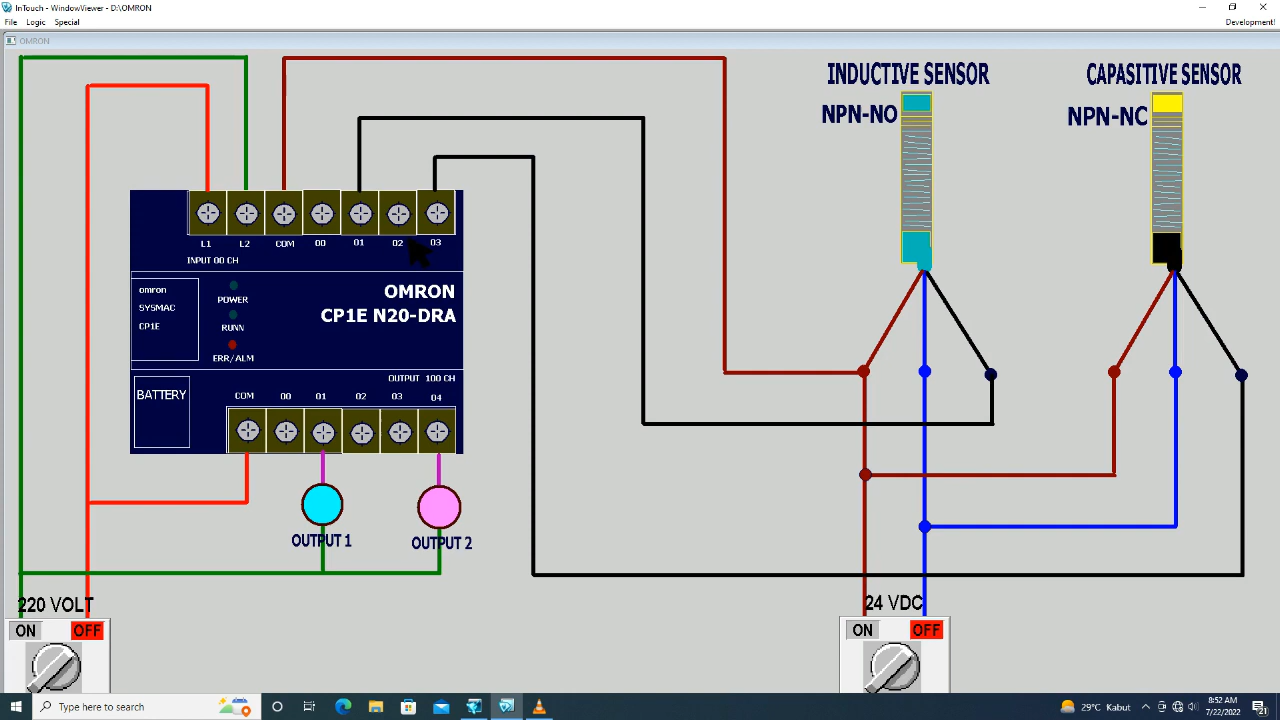 InTouch - WindowViewer - D:\OMRON
File Logic Special Development!
OMRON
INDUCTIVE SENSOR
NPN-NO
CAPASITIVE SENSOR
NPN-NC
L1 L2 COM 00 01 02 03
INPUT 00 CH
omron
SYSMAC
CP1E
POWER
RUNN
ERR/ALM
OMRON
CP1E N20-DRA
OUTPUT 100 CH
BATTERY
COM 00 01 02 03 04
OUTPUT 1
OUTPUT 2
220 VOLT
ON OFF
24 VDC
ON OFF
Type here to search
29°C Kabut
8:52 AM
7/22/2022